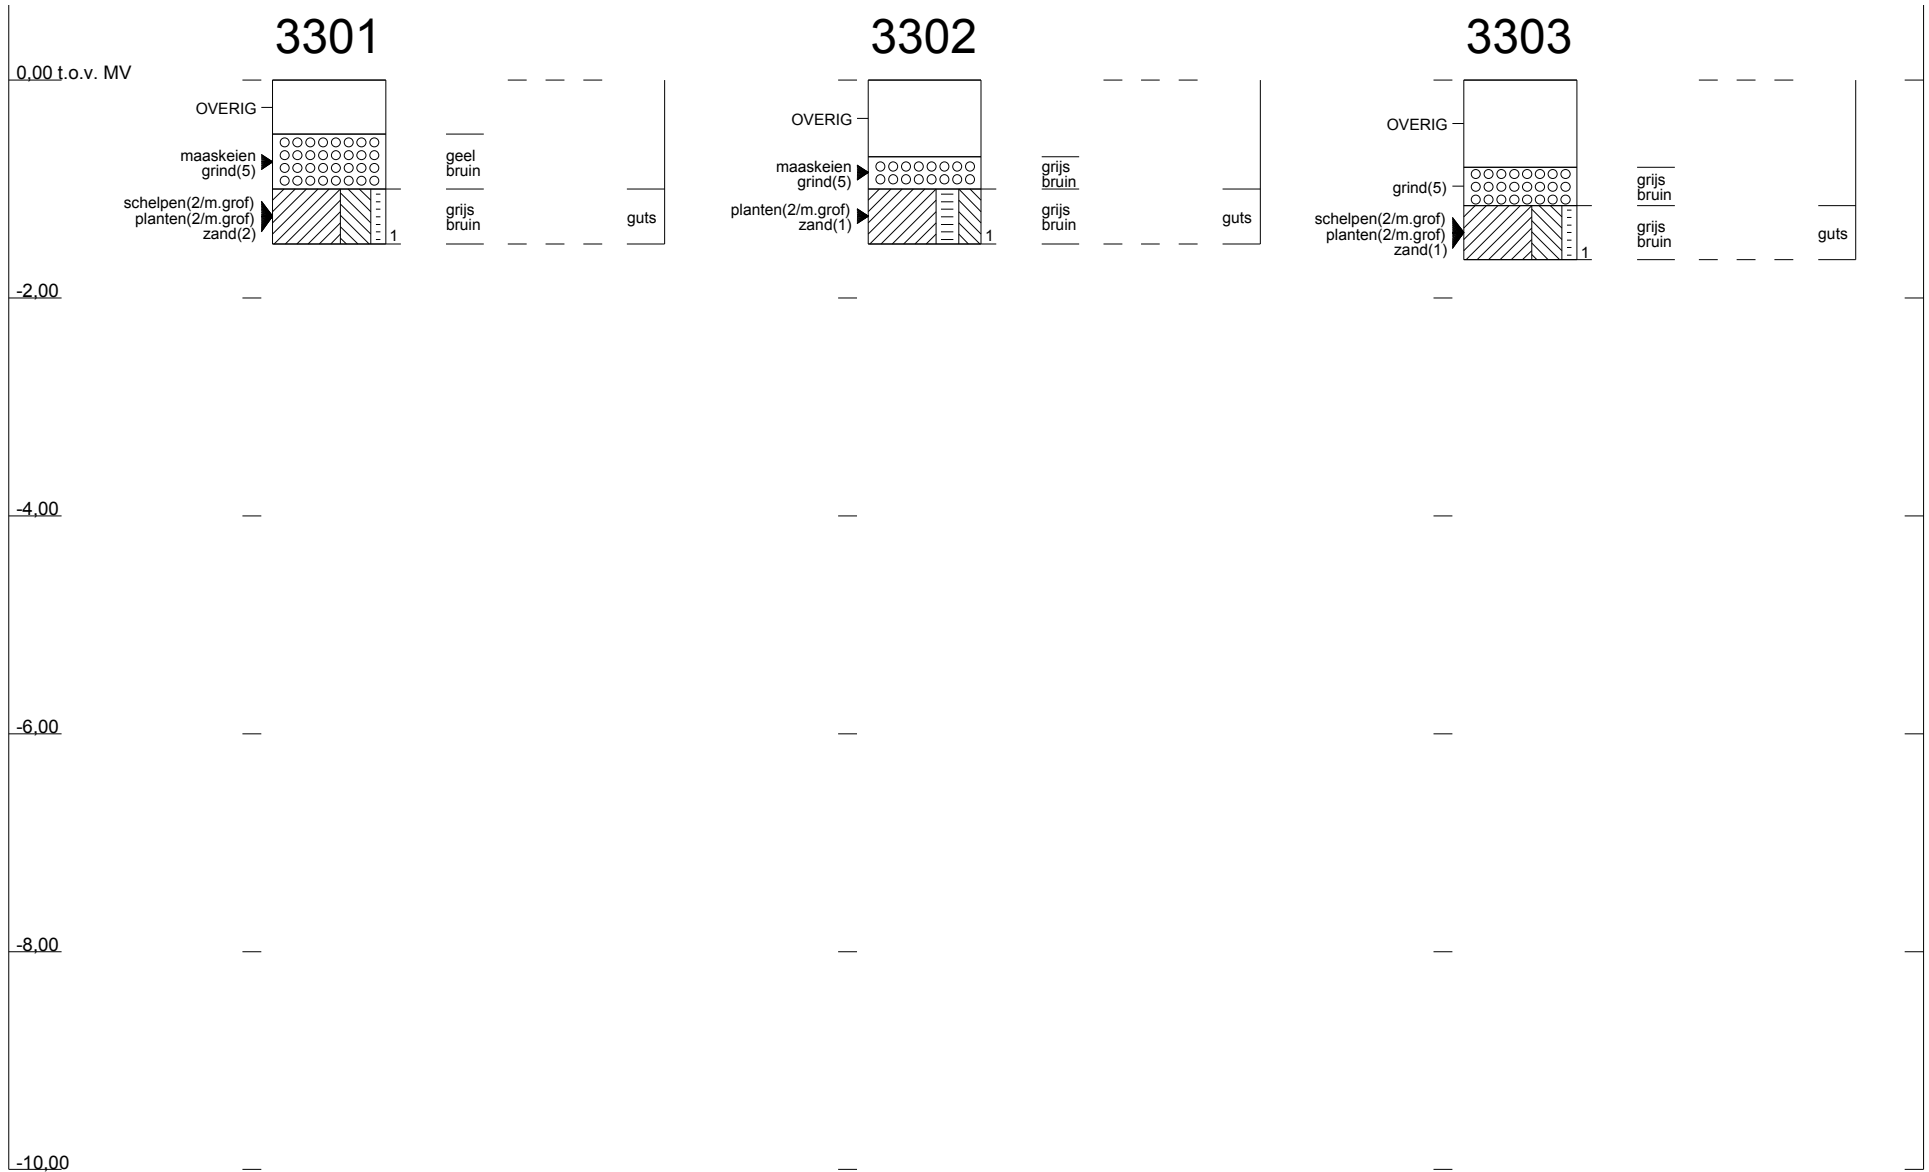 3301
3302
3303
0,00 t.o.v. MV
OVERIG
maaskeien
grind(5)
geel
bruin
schelpen(2/m.grof)
planten(2/m.grof)
zand(2)
1
grijs
bruin
guts
OVERIG
maaskeien
grind(5)
grijs
bruin
planten(2/m.grof)
zand(1)
1
grijs
bruin
guts
OVERIG
grind(5)
grijs
bruin
schelpen(2/m.grof)
planten(2/m.grof)
zand(1)
1
grijs
bruin
guts
-2,00
-4,00
-6,00
-8,00
-10,00